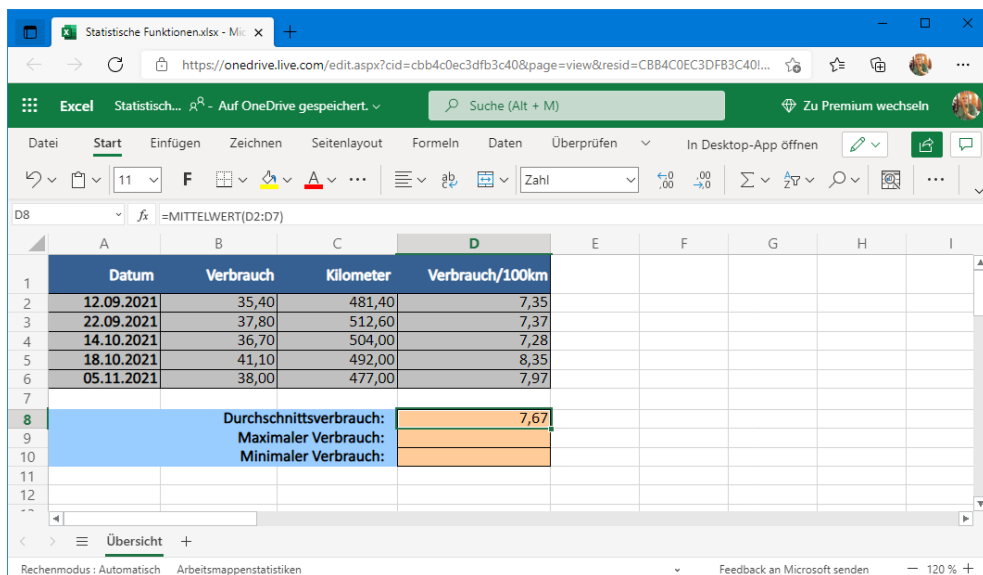 Statistische Funktionen.xlsx - Mic
https://onedrive.live.com/edit.aspx?cid=cbb4c0ec3dfb3c40&page=view&resid=CBB4C0EC3DFB3C40!...
Excel Statistisch... - Auf OneDrive gespeichert. Suche (Alt + M) Zu Premium wechseln
Datei Start Einfügen Zeichnen Seitenlayout Formeln Daten Überprüfen In Desktop-App öffnen
11 F A ab Zahl
D8 fx =MITTELWERT(D2:D7)
A B C D E F G H I
1 Datum Verbrauch Kilometer Verbrauch/100km
2 12.09.2021 35,40 481,40 7,35
3 22.09.2021 37,80 512,60 7,37
4 14.10.2021 36,70 504,00 7,28
5 18.10.2021 41,10 492,00 8,35
6 05.11.2021 38,00 477,00 7,97
7
8 Durchschnittsverbrauch: 7,67
9 Maximaler Verbrauch:
10 Minimaler Verbrauch:
11
12
Übersicht
Rechenmodus : Automatisch Arbeitsmappenstatistiken Feedback an Microsoft senden 120 %